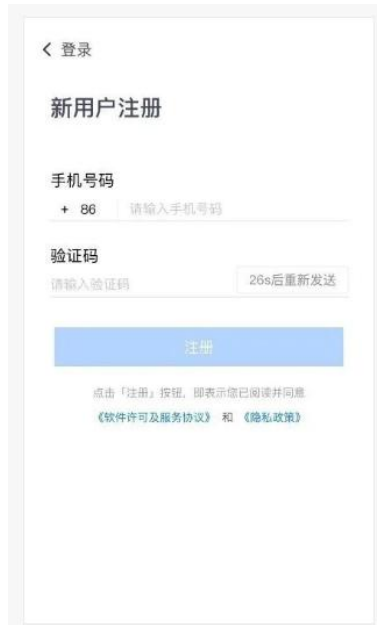 登录
新用户注册
手机号码
+ 86 请输入手机号码
验证码
请输入验证码 26s后重新发送
注册
点击「注册」按钮，即表示您已阅读并同意
《软件许可及服务协议》 和 《隐私政策》